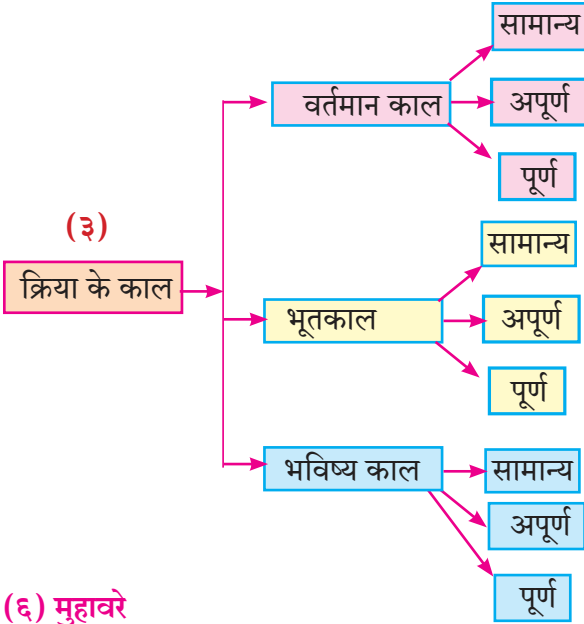 सामान्य
वर्तमान काल
अपूर्ण
पूर्ण
(३)
क्रिया के काल
सामान्य
भूतकाल
अपूर्ण
पूर्ण
भविष्य काल
सामान्य
अपूर्ण
पूर्ण
(६) मुहावरे